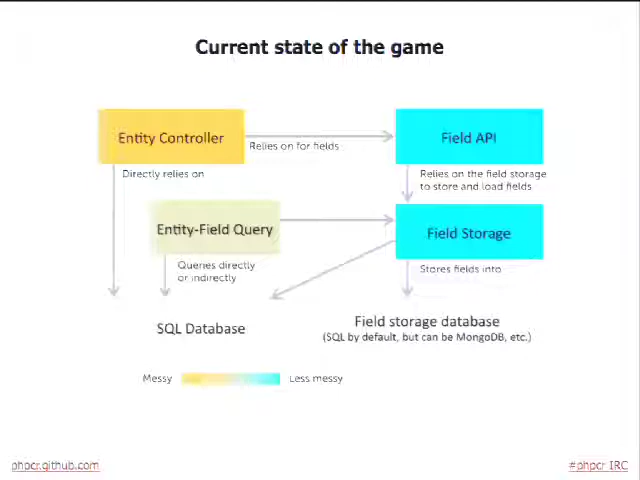 Current state of the game
Entity Controller
Relies on for fields
Field API
Directly relies on
Relies on the field storage
to store and load fields
Entity-Field Query
Field Storage
Queries directly
or indirectly
Stores fields into
SQL Database
Field storage database
(SQL by default, but can be MongoDB, etc.)
Messy
Less messy
phpcr.github.com
#phpcr IRC